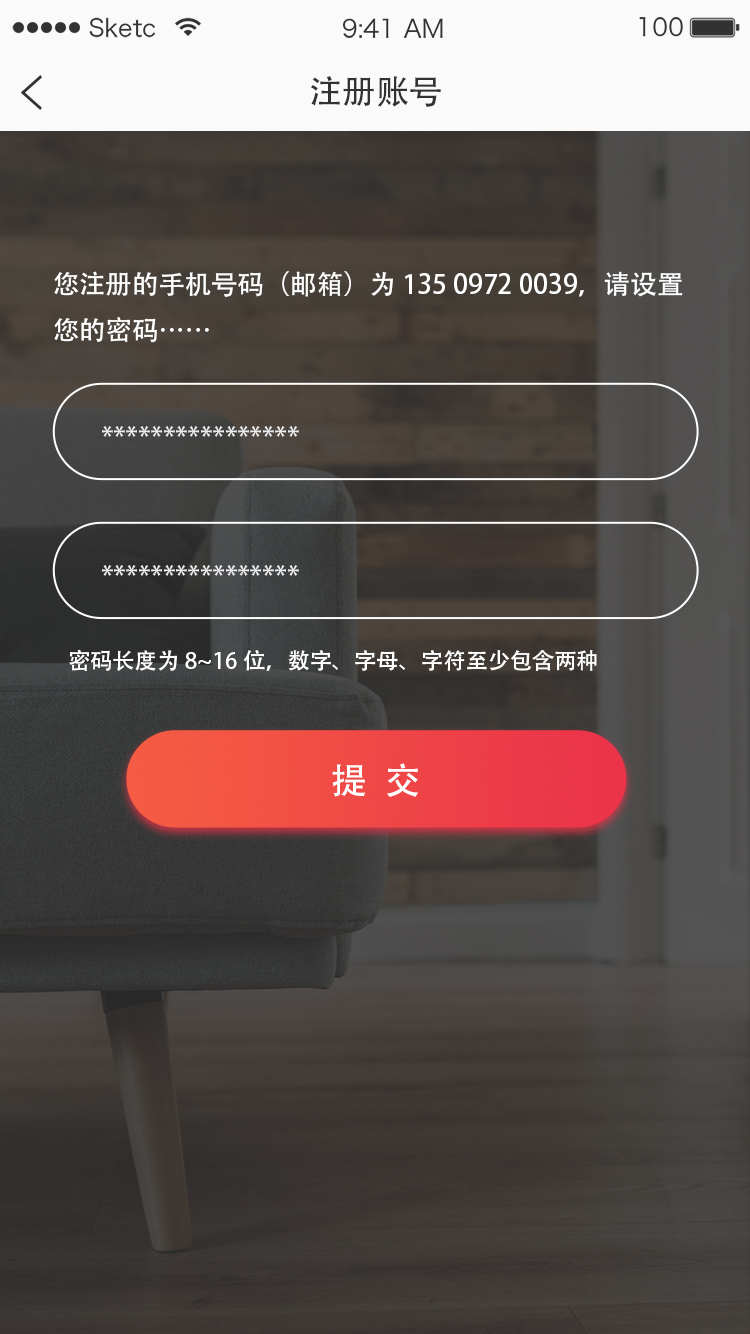 ●●●●● Sketc 9:41 AM 100
注册账号
您注册的手机号码（邮箱）为 135 0972 0039，请设置
您的密码……
****************
****************
密码长度为 8~16 位，数字、字母、字符至少包含两种
提 交